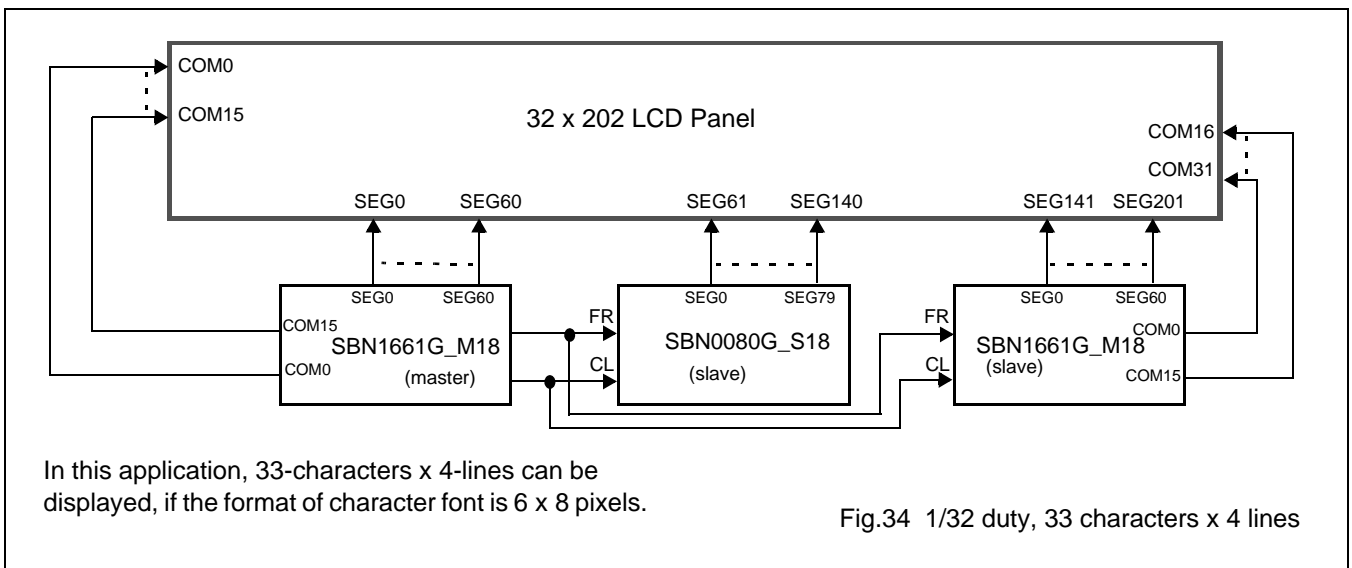 COM0
COM15
32 x 202 LCD Panel
COM16
COM31
SEG0 SEG60 SEG61 SEG140 SEG141 SEG201
SEG0 SEG60
COM15
SBN1661G_M18
COM0
(master)
FR
CL
SEG0 SEG79
SBN0080G_S18
(slave)
FR
CL
SEG0 SEG60
COM0
SBN1661G_M18
(slave)
COM15
In this application, 33-characters x 4-lines can be
displayed, if the format of character font is 6 x 8 pixels.
Fig.34 1/32 duty, 33 characters x 4 lines